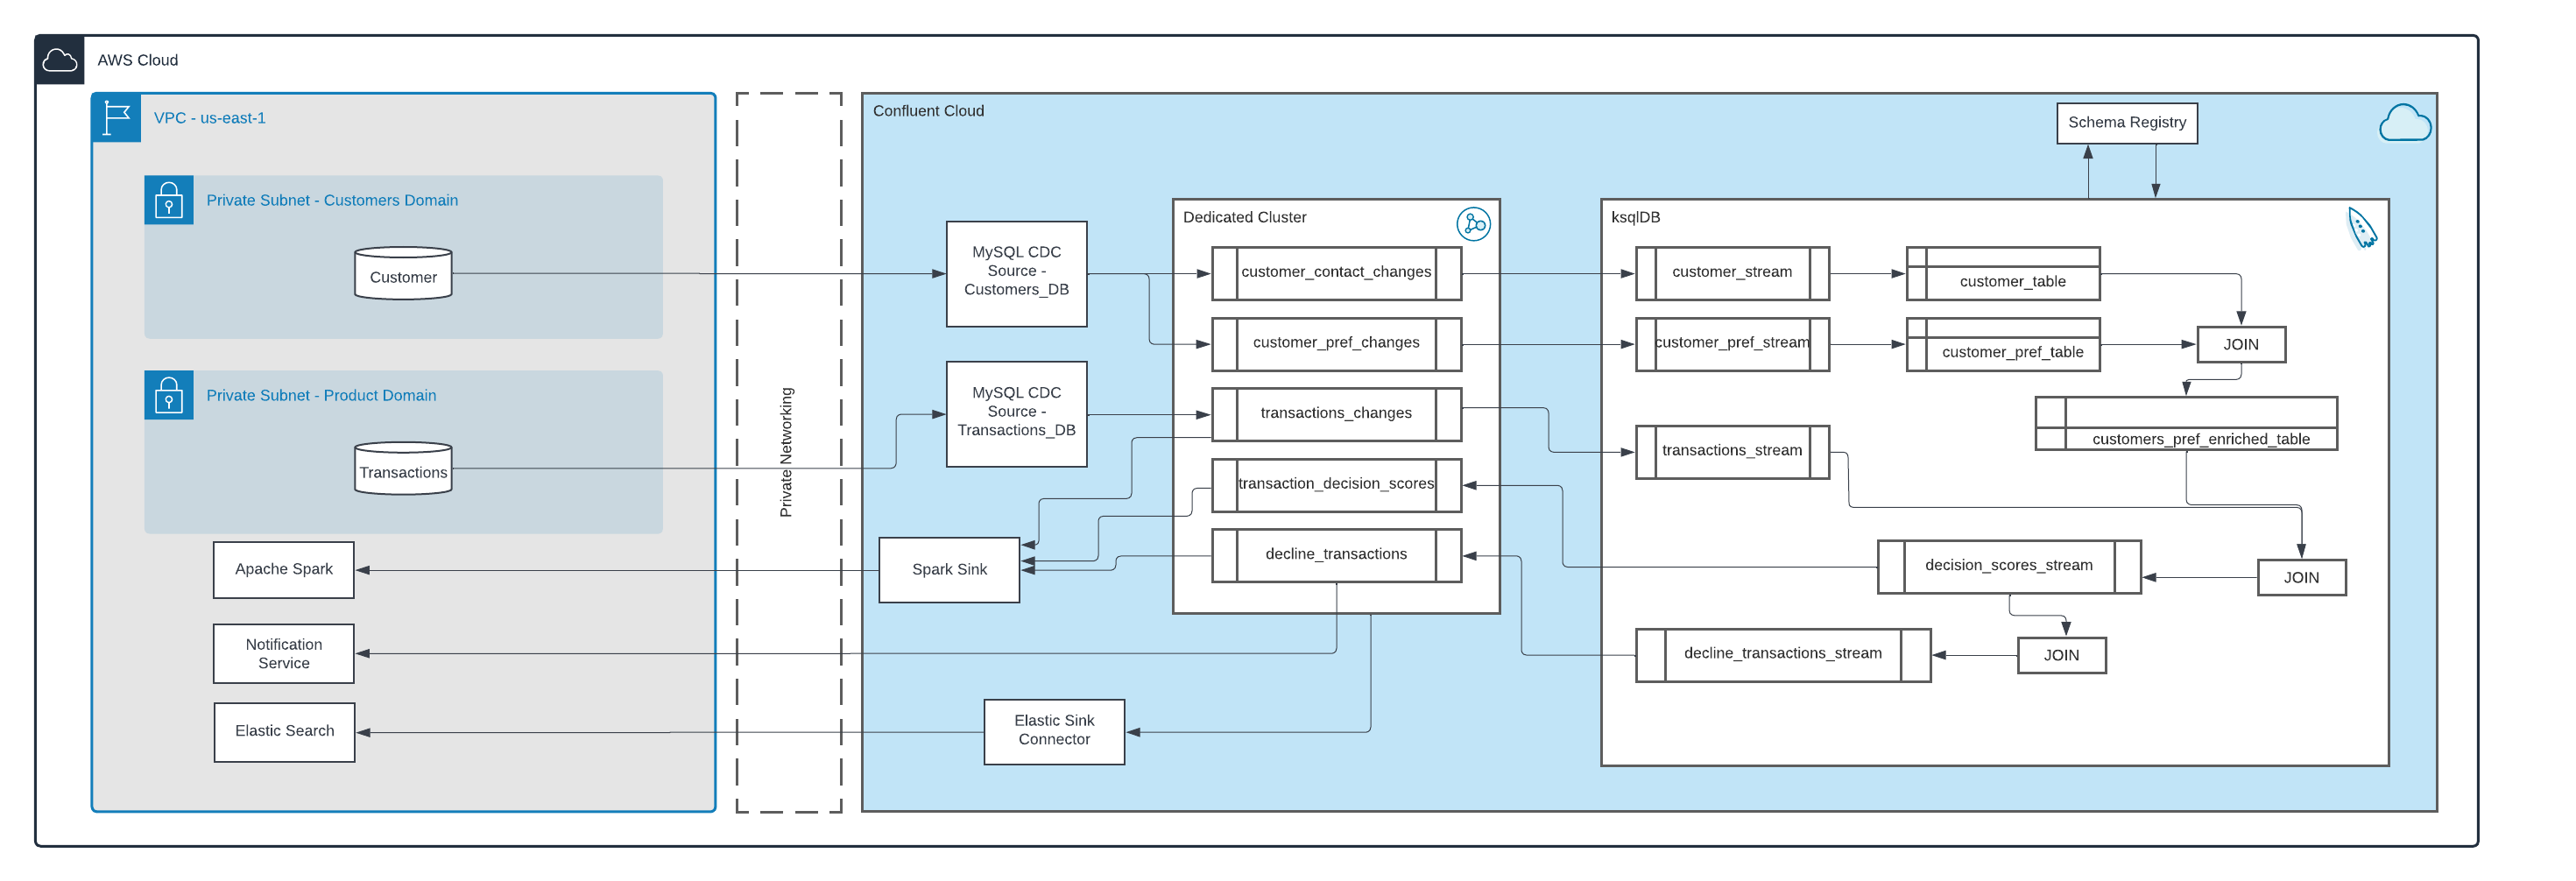 AWS Cloud
VPC - us-east-1
Private Subnet - Customers Domain
Customer
Private Subnet - Product Domain
Transactions
Apache Spark
Notification
Service
Elastic Search
Private Networking
Confluent Cloud
MySQL CDC
Source -
Customers_DB
MySQL CDC
Source -
Transactions_DB
Spark Sink
Elastic Sink
Connector
Dedicated Cluster
customer_contact_changes
customer_pref_changes
transactions_changes
transaction_decision_scores
decline_transactions
Schema Registry
ksqlDB
customer_stream
customer_table
customer_pref_stream
customer_pref_table
JOIN
customers_pref_enriched_table
transactions_stream
decision_scores_stream
JOIN
decline_transactions_stream
JOIN